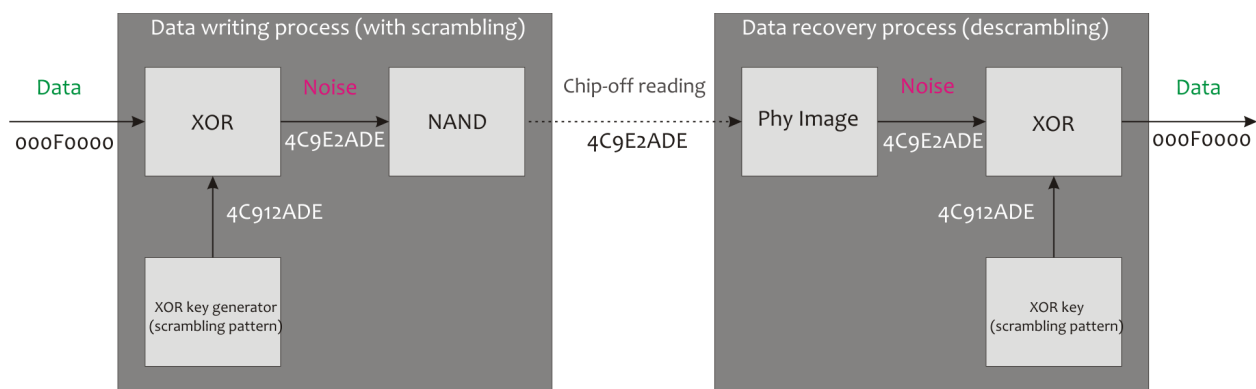 Data writing process (with scrambling)
Data
000F0000
XOR
Noise
4C9E2ADE
NAND
4C912ADE
XOR key generator
(scrambling pattern)
Chip-off reading
4C9E2ADE
Data recovery process (descrambling)
Phy Image
Noise
4C9E2ADE
XOR
4C912ADE
XOR key
(scrambling pattern)
Data
000F0000